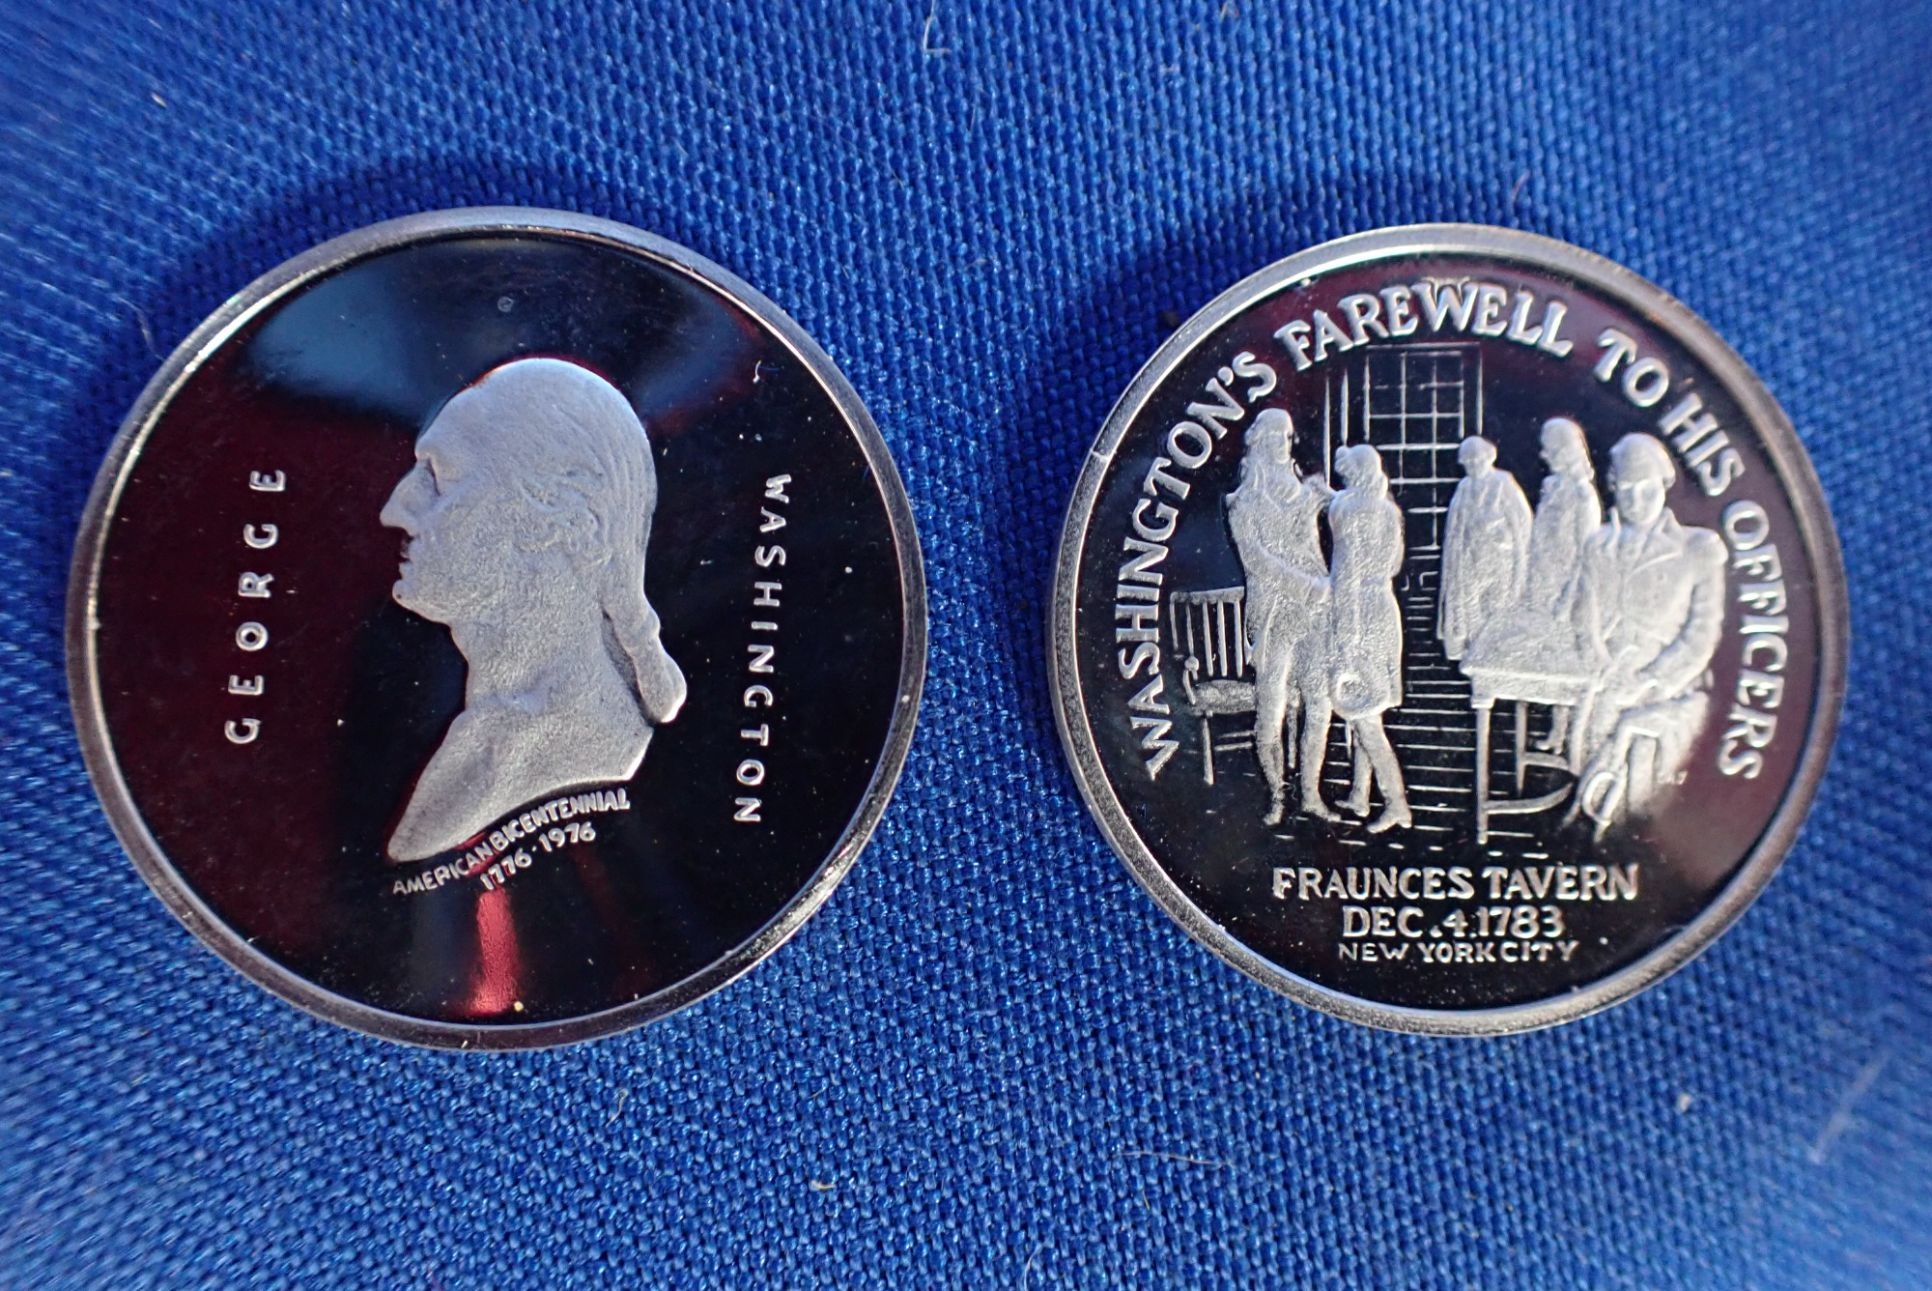 GEORGE
WASHINGTON
AMERICAN BICENTENNIAL
1776·1976
WASHINGTON'S FAREWELL TO HIS OFFICERS
FRAUNCES TAVERN
DEC.4.1783
NEW YORK CITY